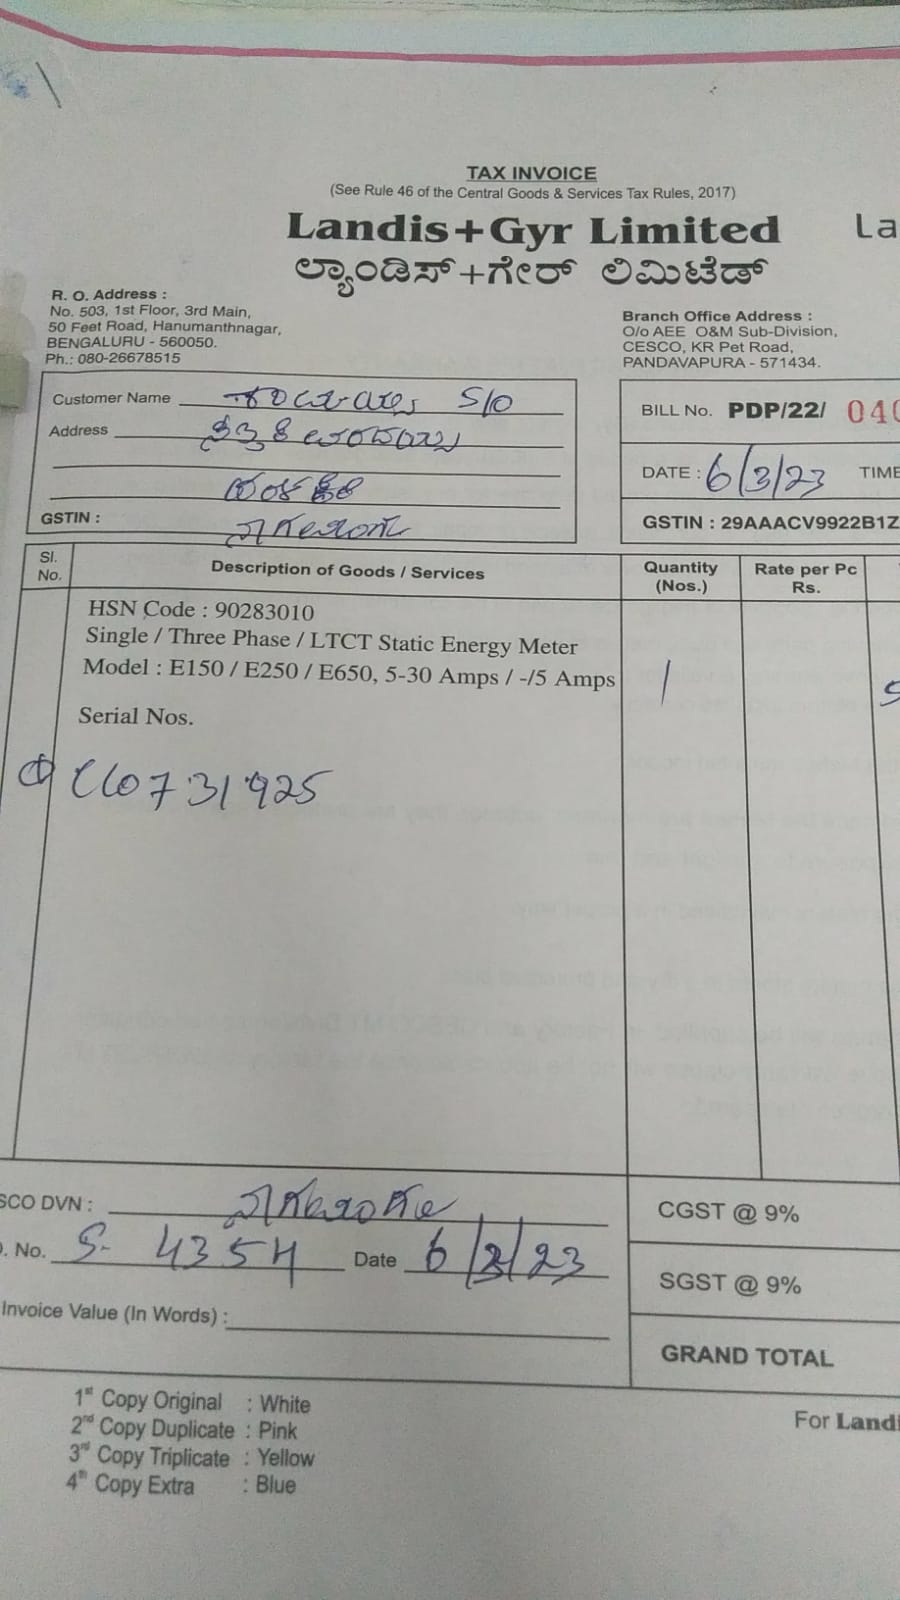 TAX INVOICE
(See Rule 46 of the Central Goods & Services Tax Rules, 2017)
Landis+Gyr Limited
La
ಲ್ಯಾಂಡಿಸ್+ಗೇರ್ ಲಿಮಿಟೆಡ್
R. O. Address :
No. 503, 1st Floor, 3rd Main,
50 Feet Road, Hanumanthnagar,
BENGALURU - 560050.
Ph.: 080-26678515
Branch Office Address :
O/o AEE O&M Sub-Division,
CESCO, KR Pet Road,
PANDAVAPURA - 571434.
Customer Name S/O
Address
GSTIN :
BILL No. PDP/22/ 040
DATE : 6/3/23 TIME
GSTIN : 29AAACV9922B1Z
Sl. No. Description of Goods / Services Quantity (Nos.) Rate per Pc Rs.
HSN Code : 90283010
Single / Three Phase / LTCT Static Energy Meter
Model : E150 / E250 / E650, 5-30 Amps / -/5 Amps 1
Serial Nos.
SCO DVN :
. No. S- 4354 Date 6/3/23
Invoice Value (In Words) :
CGST @ 9%
SGST @ 9%
GRAND TOTAL
1st Copy Original : White
2nd Copy Duplicate : Pink
3rd Copy Triplicate : Yellow
4th Copy Extra : Blue
For Landi